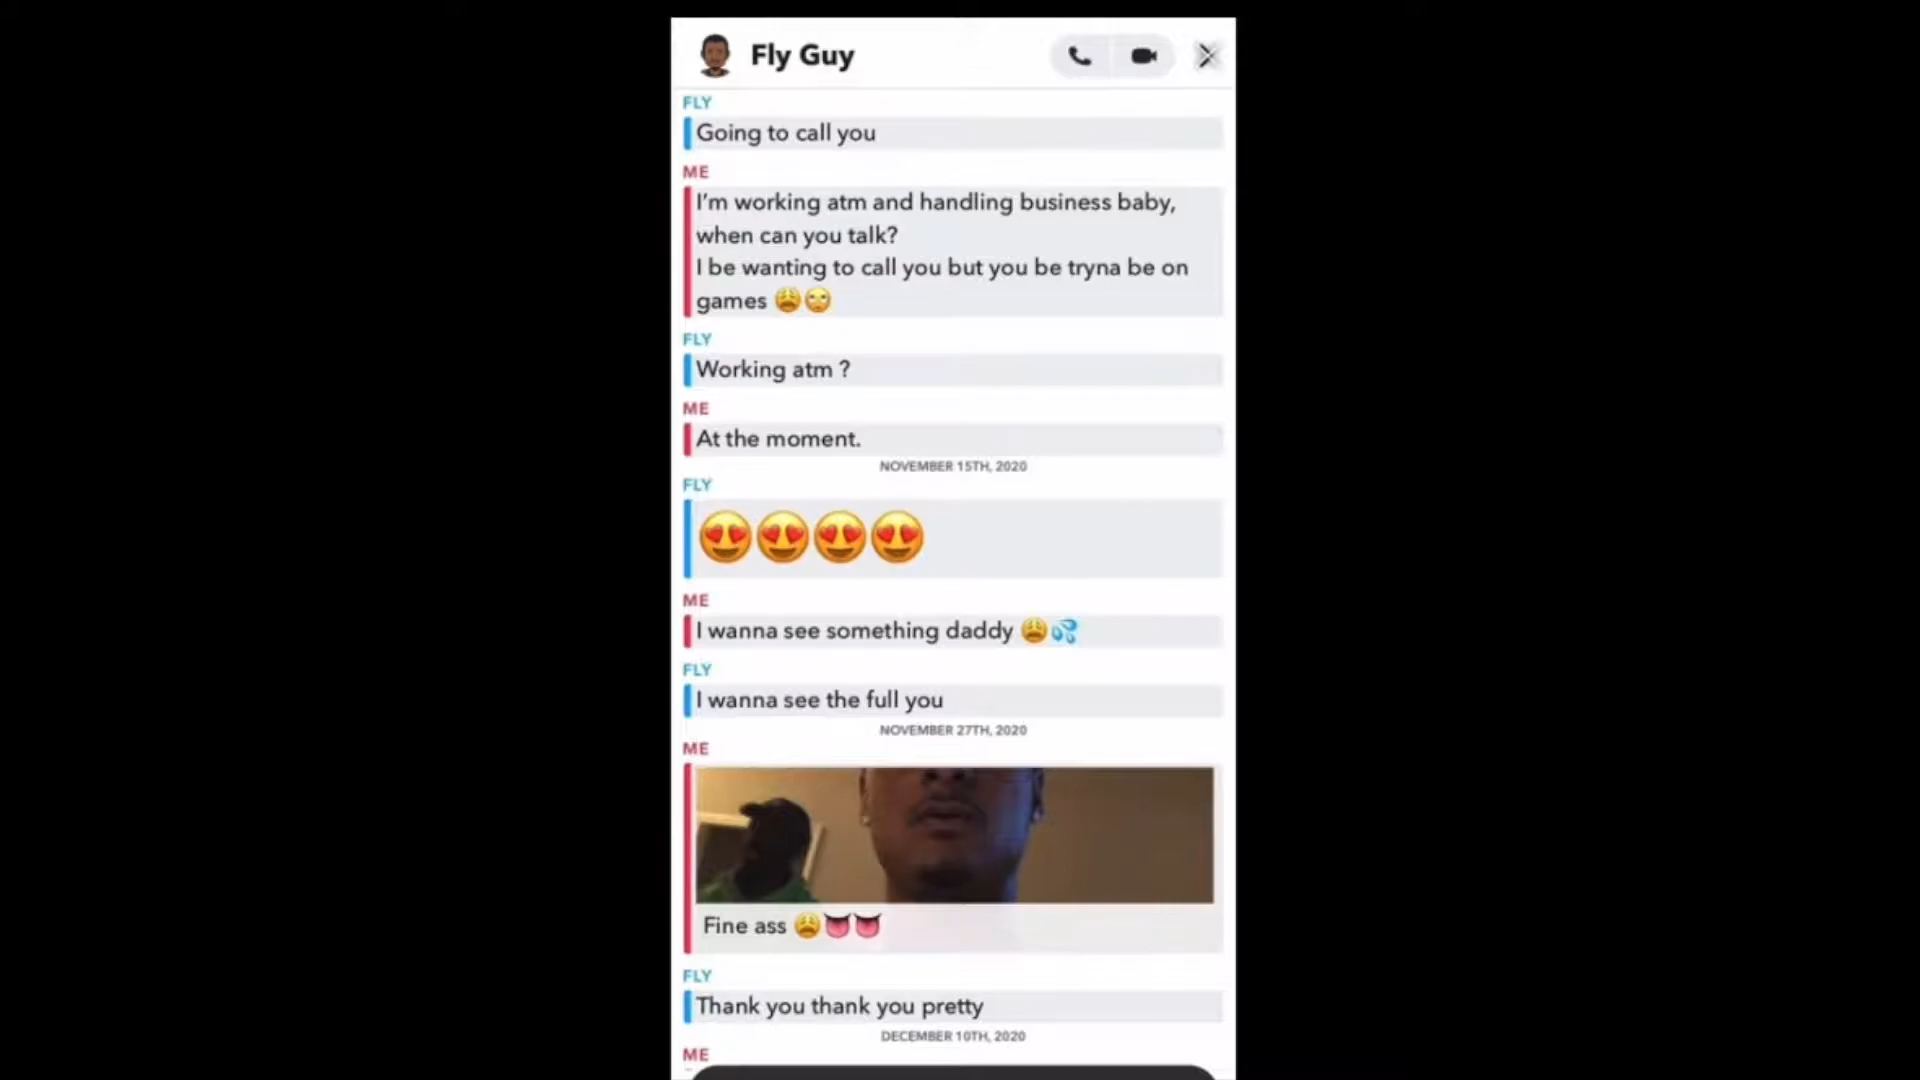 Fly Guy
FLY
Going to call you
ME
I'm working atm and handling business baby,
when can you talk?
I be wanting to call you but you be tryna be on
games 😩🙄
FLY
Working atm ?
ME
At the moment.
NOVEMBER 15TH, 2020
FLY
😍😍😍😍
ME
I wanna see something daddy 😩💦
FLY
I wanna see the full you
NOVEMBER 27TH, 2020
ME
Fine ass 😩👅👅
FLY
Thank you thank you pretty
DECEMBER 10TH, 2020
ME